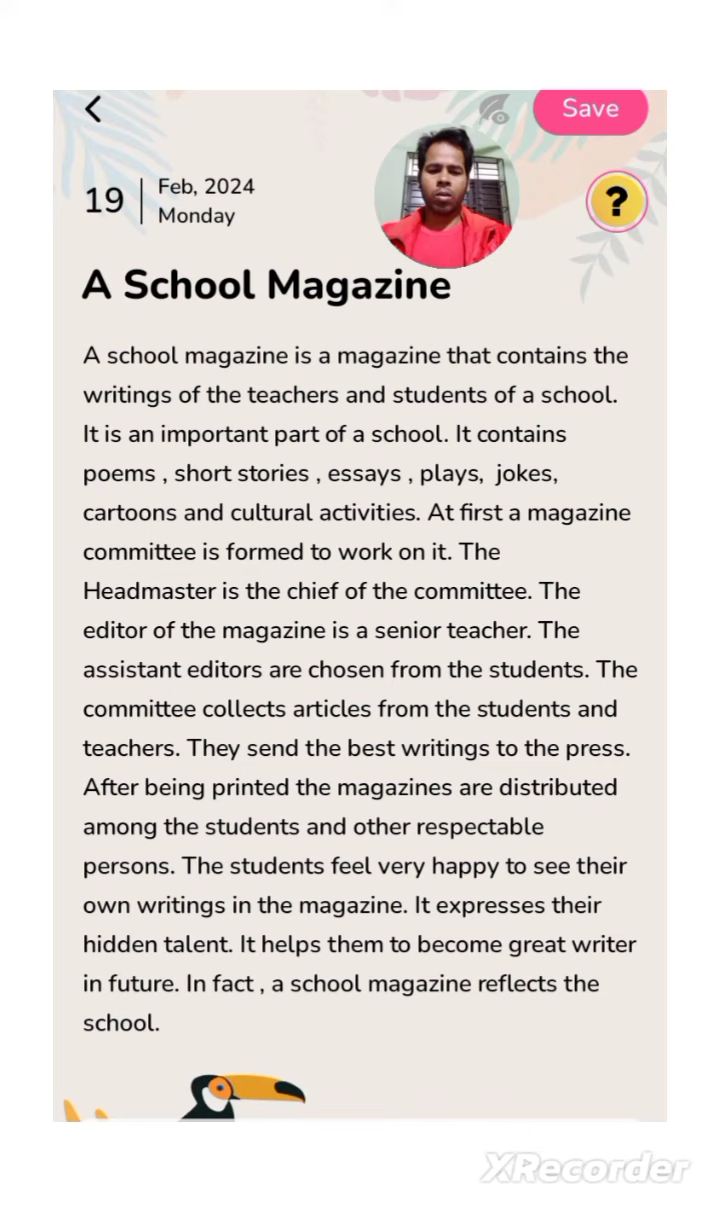 Save
19
Feb, 2024
Monday
?
A School Magazine
A school magazine is a magazine that contains the
writings of the teachers and students of a school.
It is an important part of a school. It contains
poems , short stories , essays , plays,  jokes,
cartoons and cultural activities. At first a magazine
committee is formed to work on it. The
Headmaster is the chief of the committee. The
editor of the magazine is a senior teacher. The
assistant editors are chosen from the students. The
committee collects articles from the students and
teachers. They send the best writings to the press.
After being printed the magazines are distributed
among the students and other respectable
persons. The students feel very happy to see their
own writings in the magazine. It expresses their
hidden talent. It helps them to become great writer
in future. In fact , a school magazine reflects the
school.
XRecorder